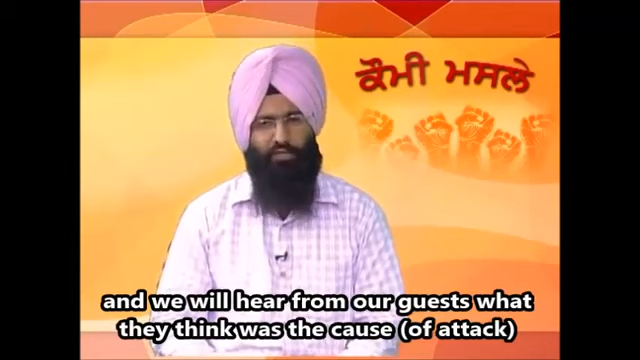 ਕੌਮੀ ਮਸਲੇ
and we will hear from our guests what
they think was the cause (of attack)